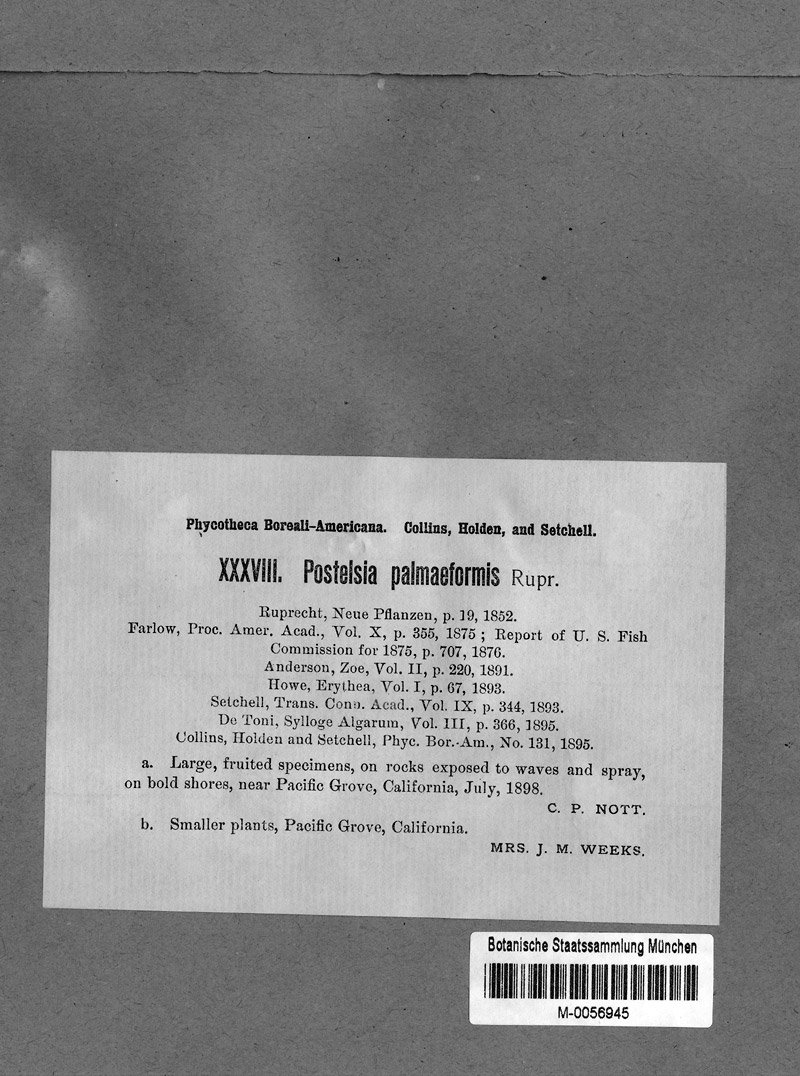 Phycotheca Boreali-Americana. Collins, Holden, and Setchell.
XXXVIII. Postelsia palmaeformis Rupr.
Ruprecht, Neue Pflanzen, p. 19, 1852.
Farlow, Proc. Amer. Acad., Vol. X, p. 355, 1875 ; Report of U. S. Fish
Commission for 1875, p. 707, 1876.
Anderson, Zoe, Vol. II, p. 220, 1891.
Howe, Erythea, Vol. I, p. 67, 1893.
Setchell, Trans. Conn. Acad., Vol. IX, p. 344, 1893.
De Toni, Sylloge Algarum, Vol. III, p. 366, 1895.
Collins, Holden and Setchell, Phyc. Bor.-Am., No. 131, 1895.
a. Large, fruited specimens, on rocks exposed to waves and spray,
on bold shores, near Pacific Grove, California, July, 1898.
C. P. NOTT.
b. Smaller plants, Pacific Grove, California.
MRS. J. M. WEEKS.
Botanische Staatssammlung München
M-0056945